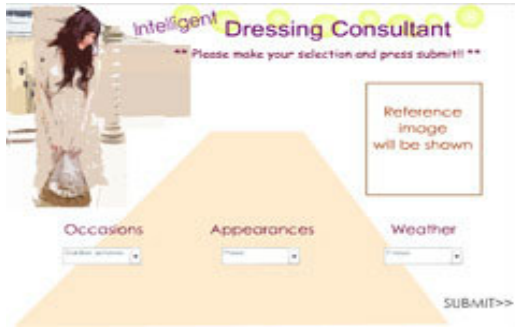 Intelligent Dressing Consultant
** Please make your selection and press submit!! **
Reference
image
will be shown
Occasions Appearances Weather
SUBMIT>>